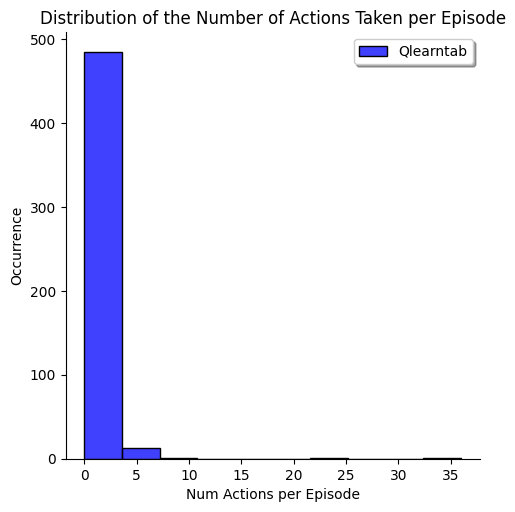 Distribution of the Number of Actions Taken per Episode
Qlearntab
500
400
300
200
100
0
Occurrence
0 5 10 15 20 25 30 35
Num Actions per Episode